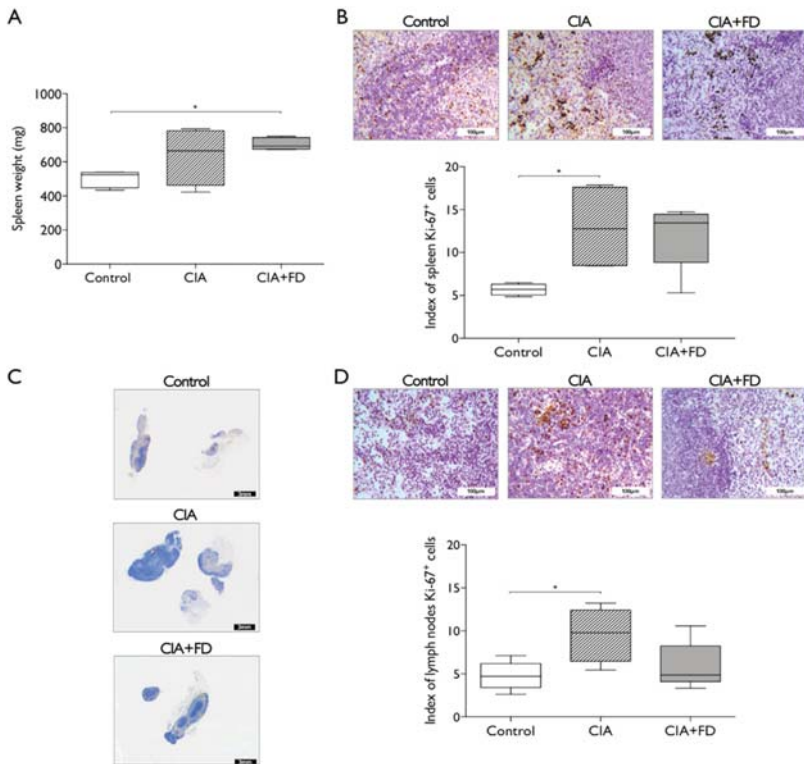 A
Spleen weight (mg)
1000
800
600
400
200
0
*
Control
CIA
CIA+FD
B
Control
CIA
CIA+FD
100µm
100µm
100µm
Index of spleen Ki-67⁺ cells
20
15
10
5
0
*
Control
CIA
CIA+FD
C
Control
3mm
CIA
3mm
CIA+FD
3mm
D
Control
CIA
CIA+FD
100µm
100µm
100µm
Index of lymph nodes Ki-67⁺ cells
20
15
10
5
0
*
Control
CIA
CIA+FD